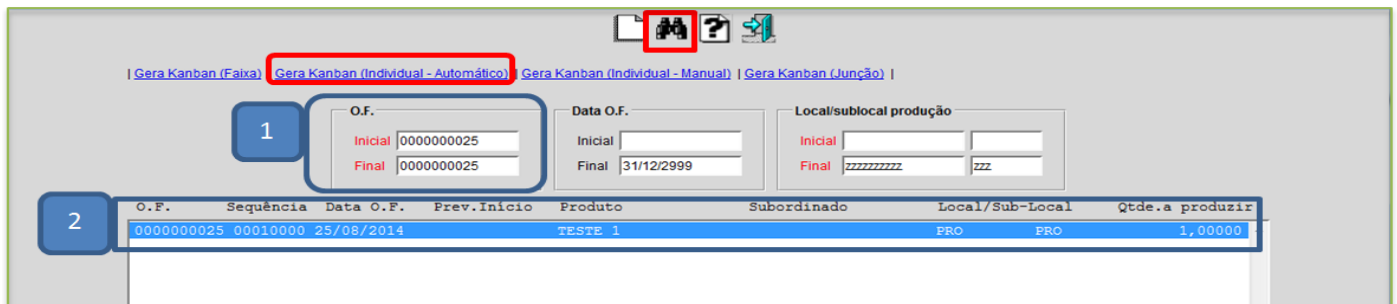 ?
| Gera Kanban (Faixa) | Gera Kanban (Individual - Automático) | Gera Kanban (Individual - Manual) | Gera Kanban (Junção) |
1
O.F. Data O.F. Local/sublocal produção
Inicial 0000000025 Inicial Inicial
Final 0000000025 Final 31/12/2999 Final zzzzzzzzzz zzz
2
O.F. Sequência Data O.F. Prev.Início Produto Subordinado Local/Sub-Local Qtde.a produzir
0000000025 00010000 25/08/2014 TESTE 1 PRO PRO 1,00000